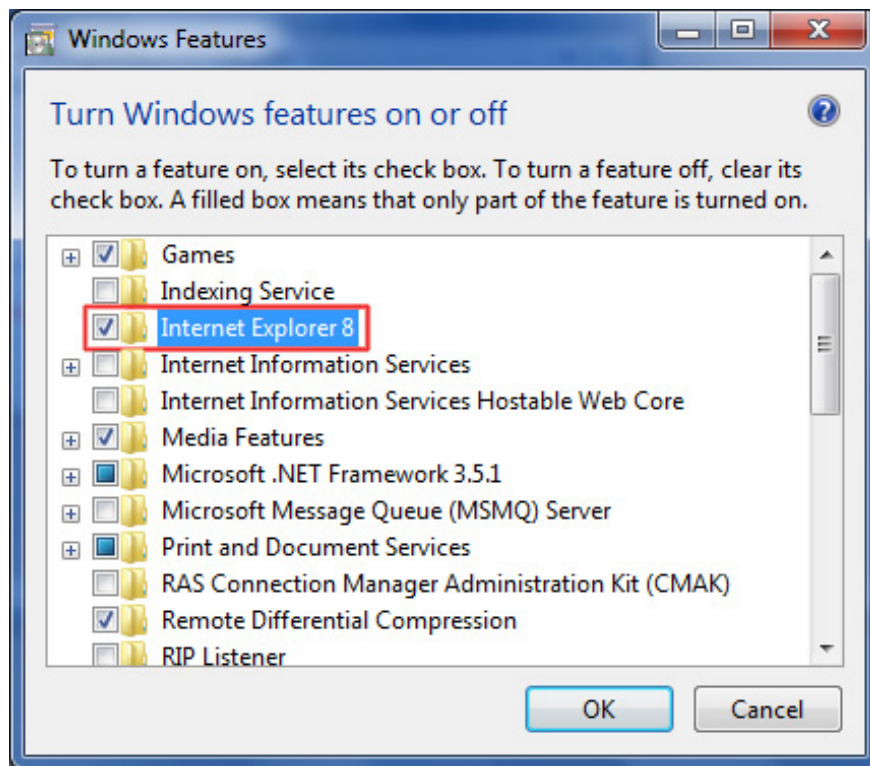 Windows Features
Turn Windows features on or off
To turn a feature on, select its check box. To turn a feature off, clear its
check box. A filled box means that only part of the feature is turned on.
Games
Indexing Service
Internet Explorer 8
Internet Information Services
Internet Information Services Hostable Web Core
Media Features
Microsoft .NET Framework 3.5.1
Microsoft Message Queue (MSMQ) Server
Print and Document Services
RAS Connection Manager Administration Kit (CMAK)
Remote Differential Compression
RIP Listener
OK Cancel